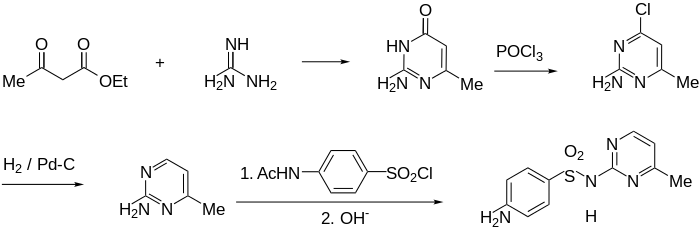 O O NH O Cl
Me OEt + H₂N NH₂ HN H₂N N Me POCl₃ N H₂N N Me
H₂ / Pd-C N H₂N N Me 1. AcHN SO₂Cl 2. OH⁻ O₂ S N H N N Me H₂N